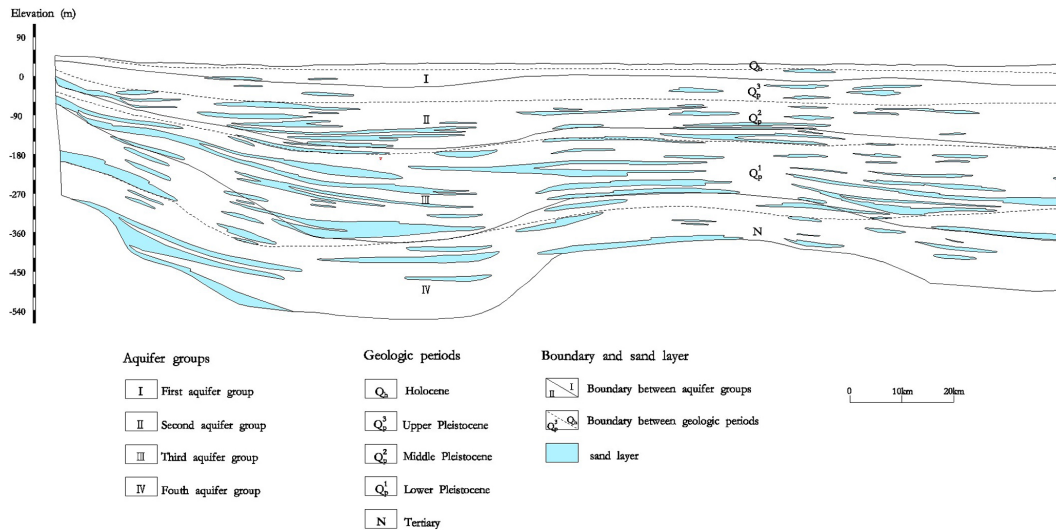 Elevation (m)
90
0
-90
-180
-270
-360
-450
-540
I
II
III
IV
Qh
Qp3
Qp2
Qp1
N
Aquifer groups
I First aquifer group
II Second aquifer group
III Third aquifer group
IV Fouth aquifer group
Geologic periods
Qh Holocene
Qp3 Upper Pleistocene
Qp2 Middle Pleistocene
Qp1 Lower Pleistocene
N Tertiary
Boundary and sand layer
II I Boundary between aquifer groups
Qp3 Qh Boundary between geologic periods
sand layer
0 10km 20km